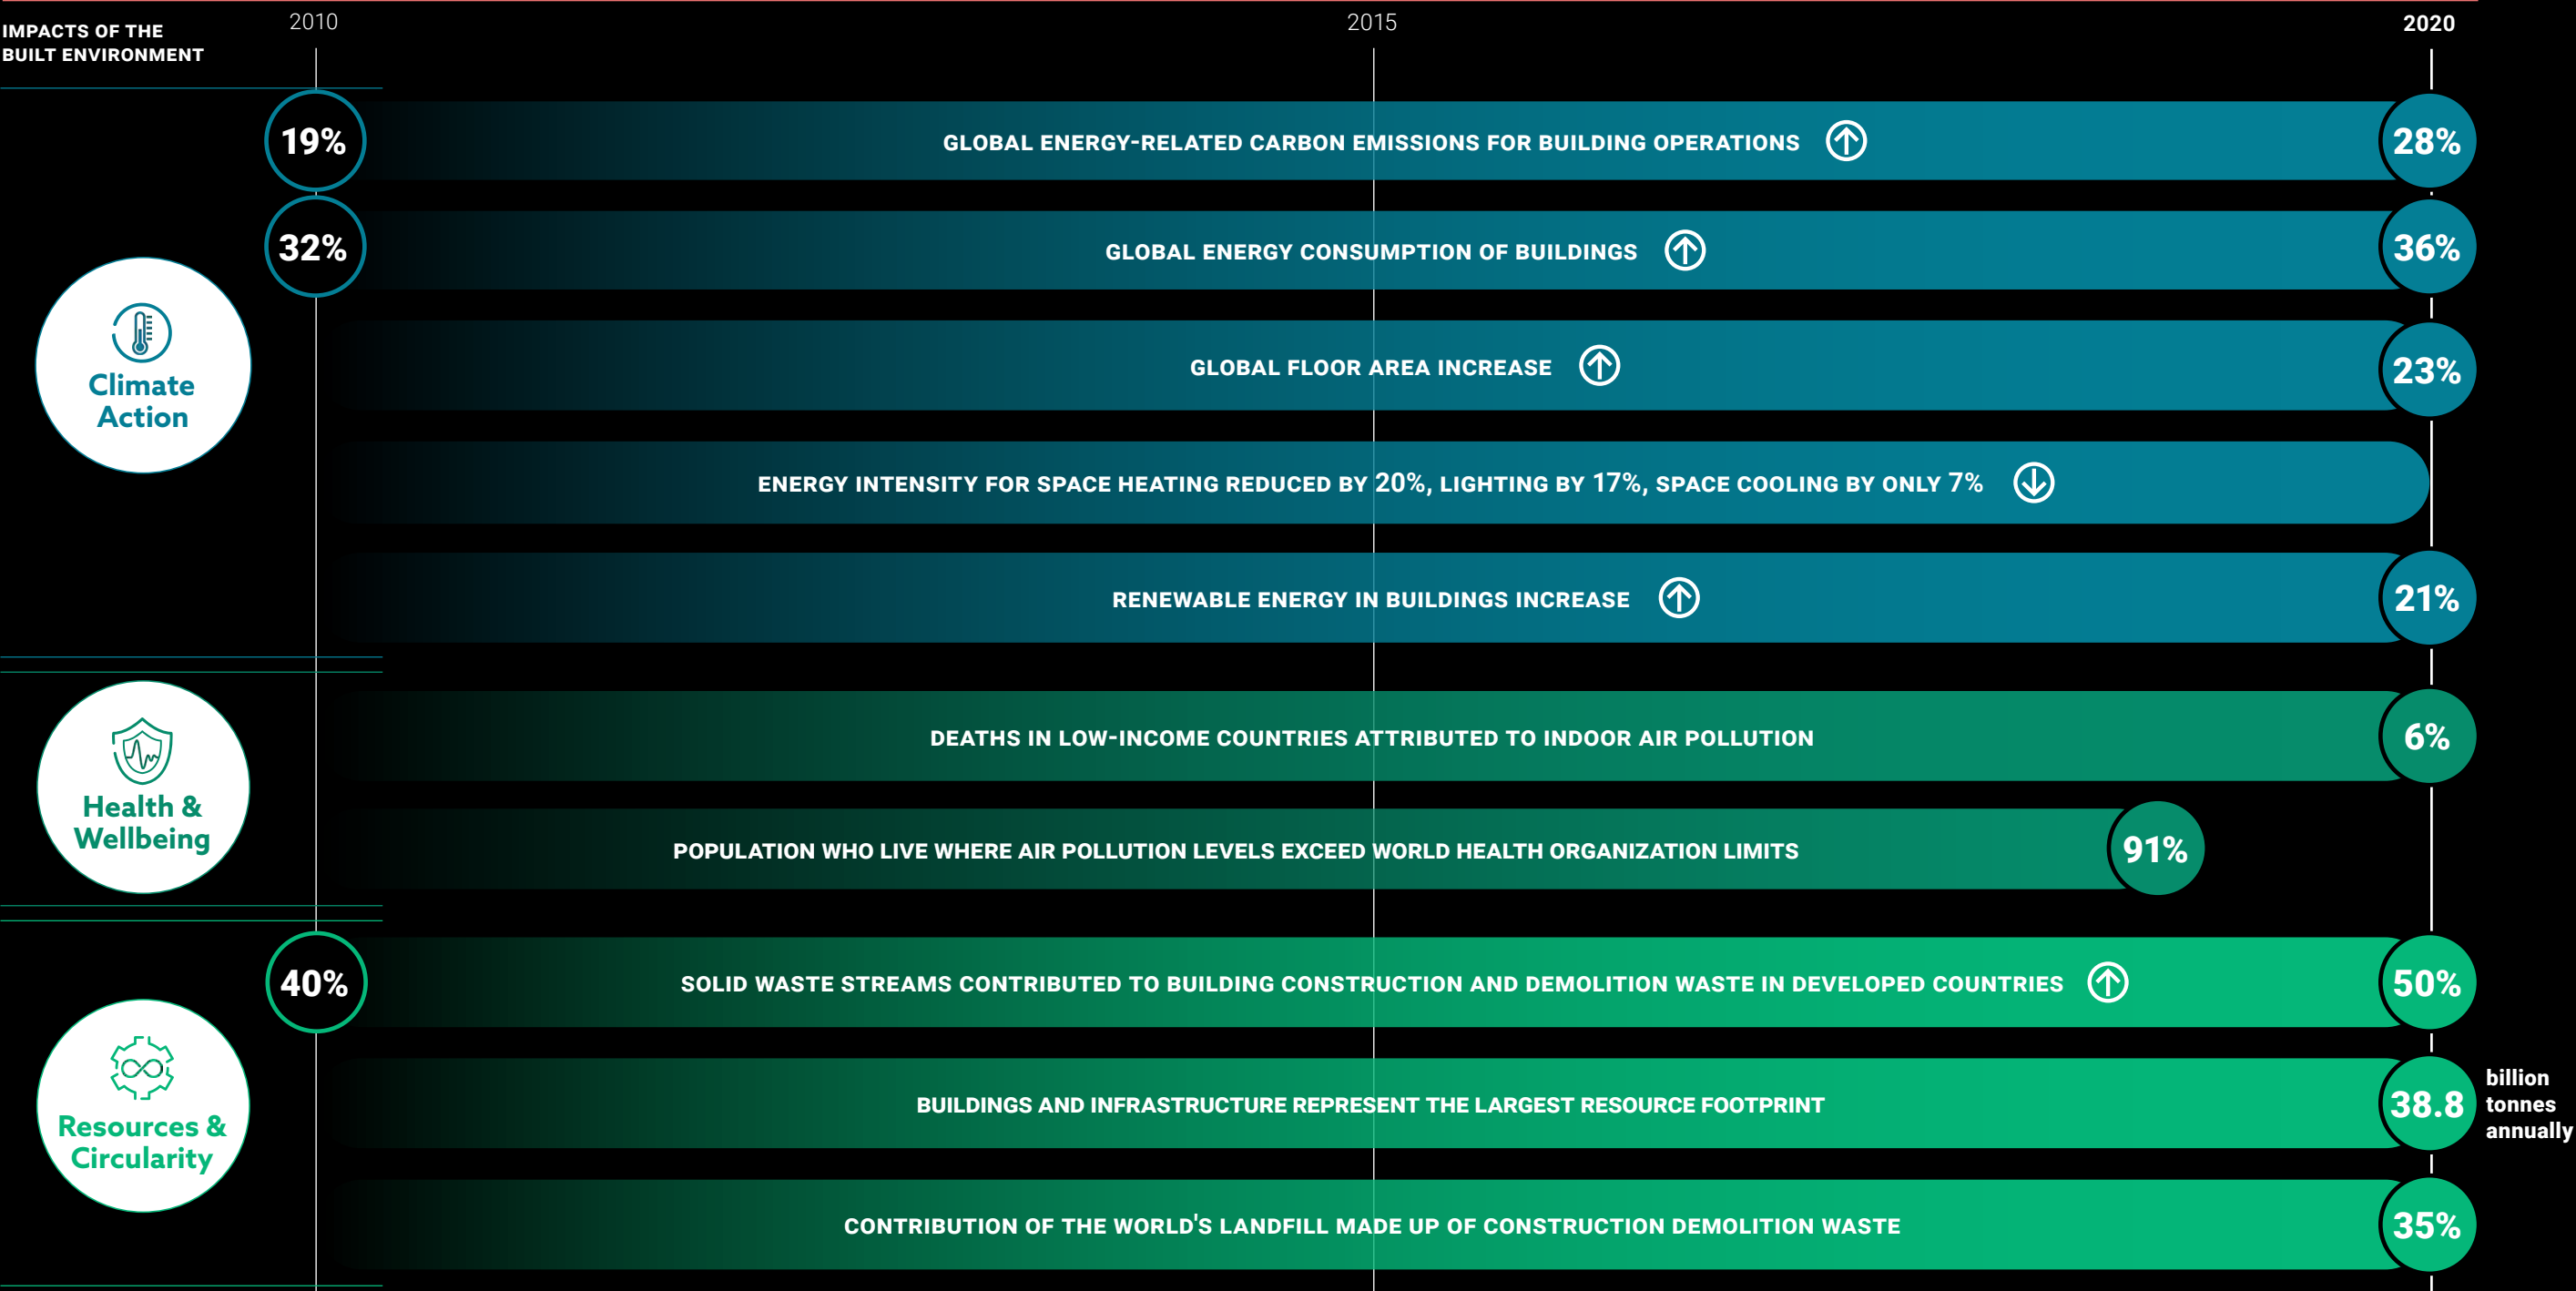 IMPACTS OF THE
BUILT ENVIRONMENT
2010
2015
2020
19%
GLOBAL ENERGY-RELATED CARBON EMISSIONS FOR BUILDING OPERATIONS
28%
32%
GLOBAL ENERGY CONSUMPTION OF BUILDINGS
36%
Climate
Action
GLOBAL FLOOR AREA INCREASE
23%
ENERGY INTENSITY FOR SPACE HEATING REDUCED BY 20%, LIGHTING BY 17%, SPACE COOLING BY ONLY 7%
RENEWABLE ENERGY IN BUILDINGS INCREASE
21%
Health &
Wellbeing
DEATHS IN LOW-INCOME COUNTRIES ATTRIBUTED TO INDOOR AIR POLLUTION
6%
POPULATION WHO LIVE WHERE AIR POLLUTION LEVELS EXCEED WORLD HEALTH ORGANIZATION LIMITS
91%
40%
SOLID WASTE STREAMS CONTRIBUTED TO BUILDING CONSTRUCTION AND DEMOLITION WASTE IN DEVELOPED COUNTRIES
50%
Resources &
Circularity
BUILDINGS AND INFRASTRUCTURE REPRESENT THE LARGEST RESOURCE FOOTPRINT
38.8
billion
tonnes
annually
CONTRIBUTION OF THE WORLD'S LANDFILL MADE UP OF CONSTRUCTION DEMOLITION WASTE
35%